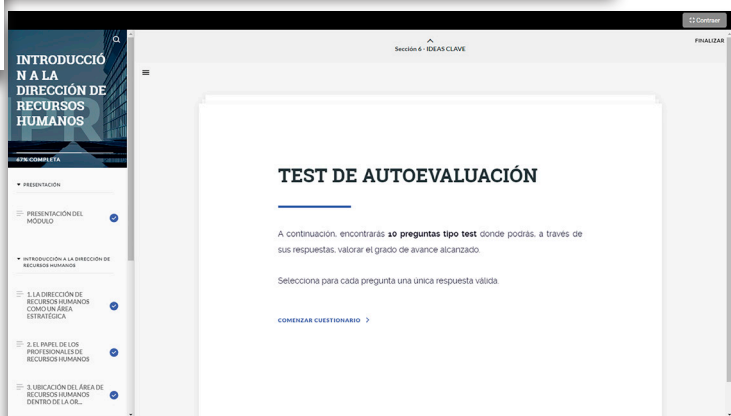 Contraer
INTRODUCCIÓ
N A LA
DIRECCIÓN DE
RECURSOS
HUMANOS
47% COMPLETA
PRESENTACIÓN
PRESENTACIÓN DEL
MÓDULO
INTRODUCCIÓN A LA DIRECCIÓN DE
RECURSOS HUMANOS
1. LA DIRECCIÓN DE
RECURSOS HUMANOS
COMO UN ÁREA
ESTRATÉGICA
2. EL PAPEL DE LOS
PROFESIONALES DE
RECURSOS HUMANOS
3. UBICACIÓN DEL ÁREA DE
RECURSOS HUMANOS
DENTRO DE LA OR...
Sección 6 - IDEAS CLAVE
FINALIZAR
TEST DE AUTOEVALUACIÓN
A continuación, encontrarás 10 preguntas tipo test donde podrás, a través de
sus respuestas, valorar el grado de avance alcanzado.
Selecciona para cada pregunta una única respuesta válida.
COMENZAR CUESTIONARIO